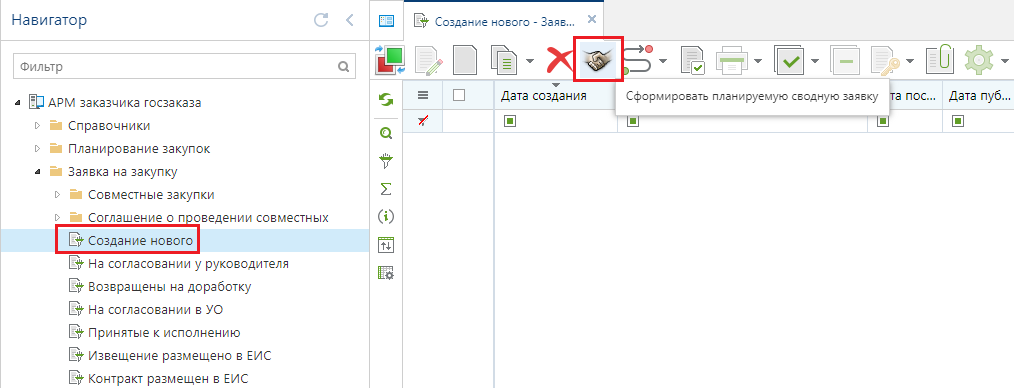 Навигатор
Создание нового - Заяв...
Фильтр
АРМ заказчика госзаказа
Справочники
Планирование закупок
Заявка на закупку
Совместные закупки
Соглашение о проведении совместных
Создание нового
На согласовании у руководителя
Возвращены на доработку
На согласовании в УО
Принятые к исполнению
Извещение размещено в ЕИС
Контракт размещен в ЕИС
Дата создания
Сформировать планируемую сводную заявку
та пос...
Дата пуб...